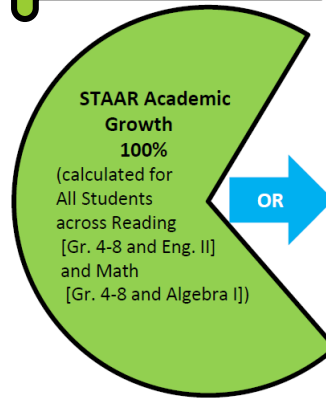 STAAR Academic
Growth
100%
(calculated for
All Students
across Reading
[Gr. 4-8 and Eng. II]
and Math
[Gr. 4-8 and Algebra I])
OR